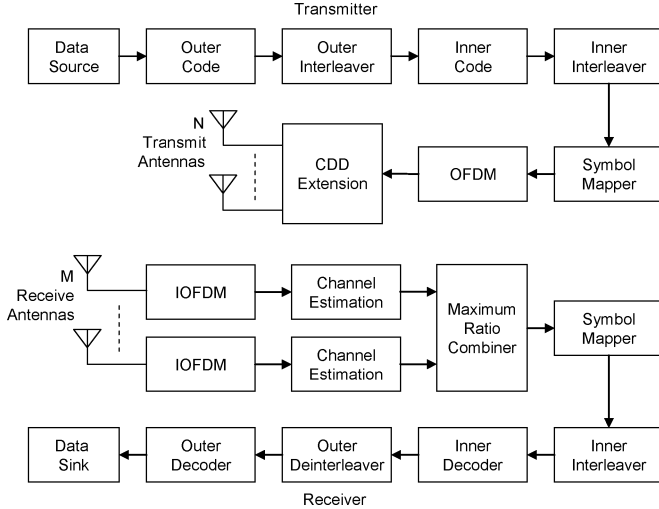 Transmitter
Data
Source
Outer
Code
Outer
Interleaver
Inner
Code
Inner
Interleaver
N
Transmit
Antennas
CDD
Extension
OFDM
Symbol
Mapper
M
Receive
Antennas
IOFDM
Channel
Estimation
IOFDM
Channel
Estimation
Maximum
Ratio
Combiner
Symbol
Mapper
Data
Sink
Outer
Decoder
Outer
Deinterleaver
Inner
Decoder
Inner
Interleaver
Receiver